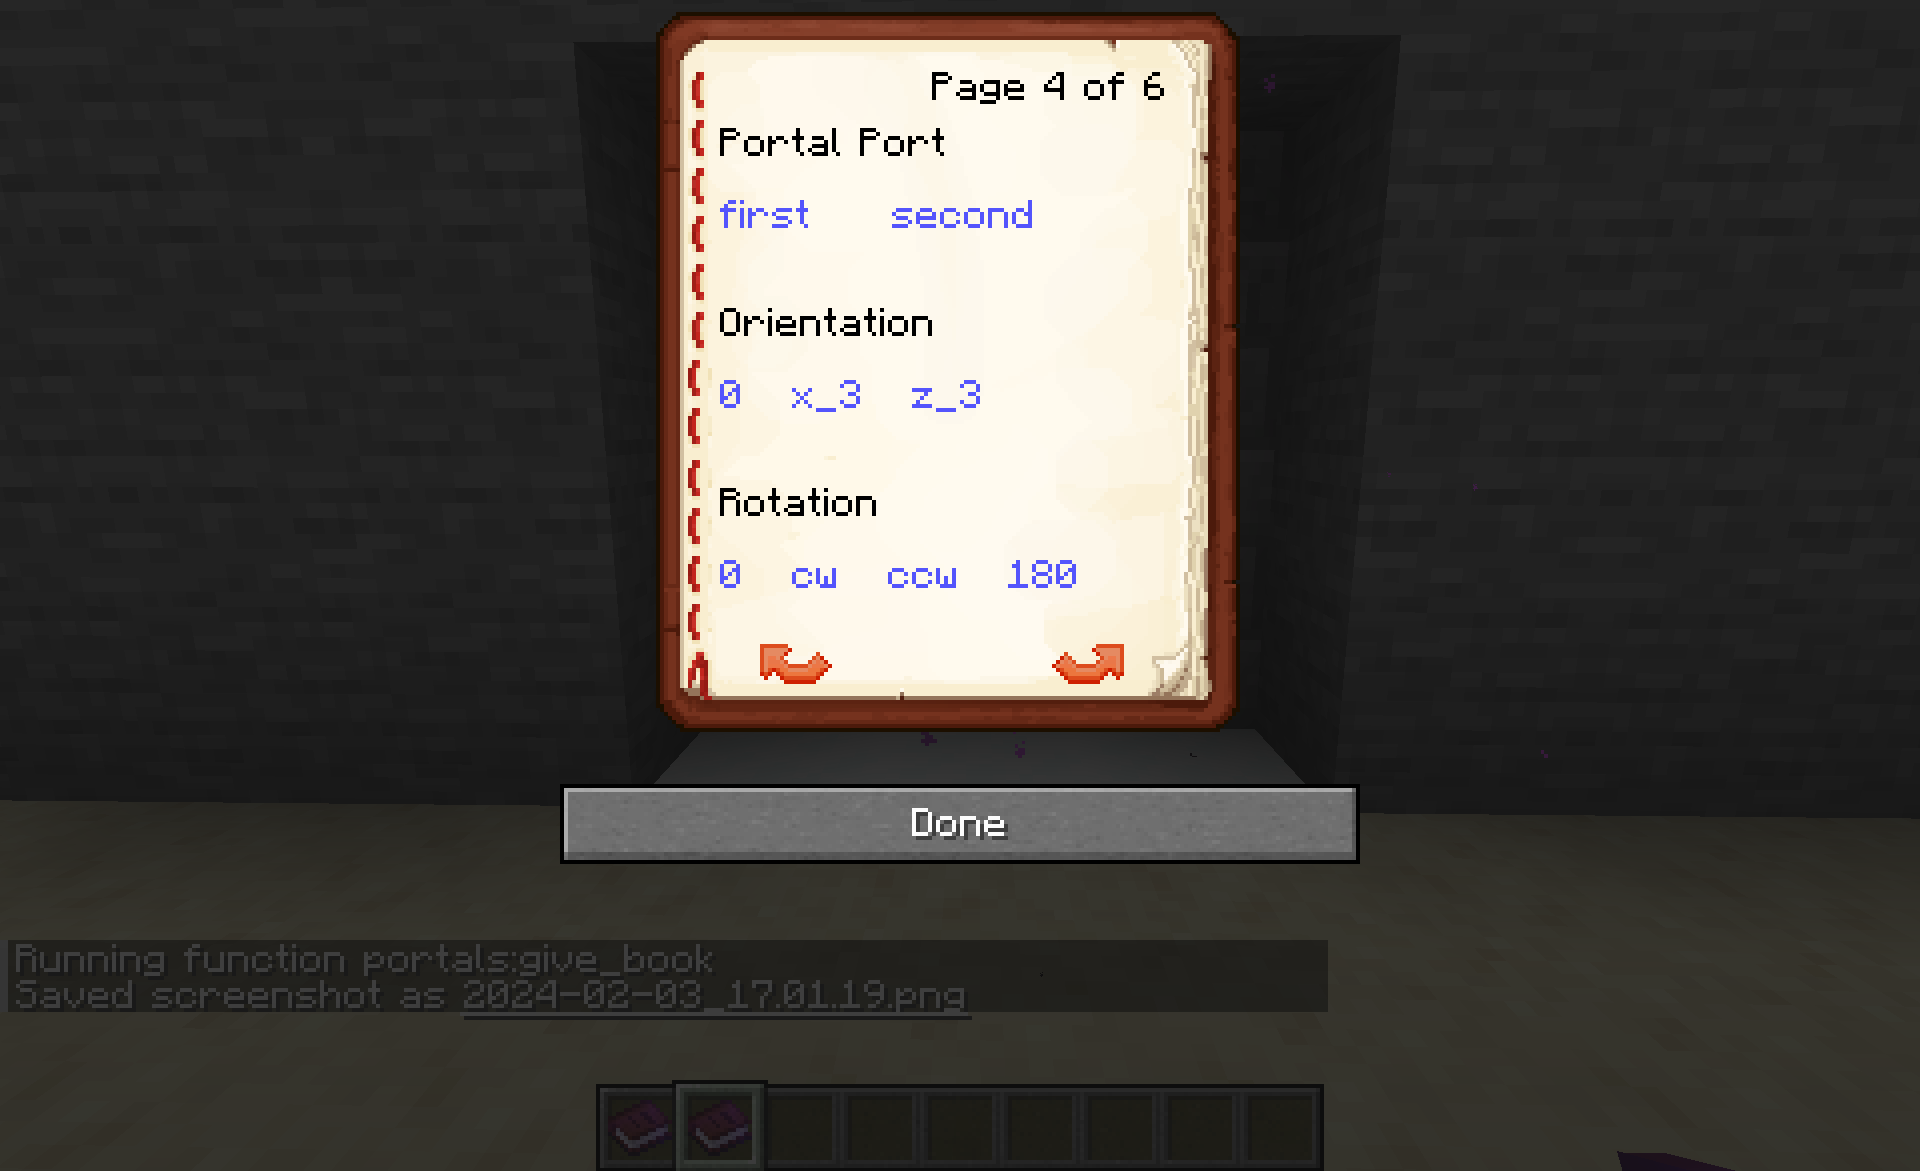 Page 4 of 6
Portal Port
first second
Orientation
0 x_3 z_3
Rotation
0 cw ccw 180
Done
Running function portals:give_book
Saved screenshot as 2024-02-03_17.01.19.png